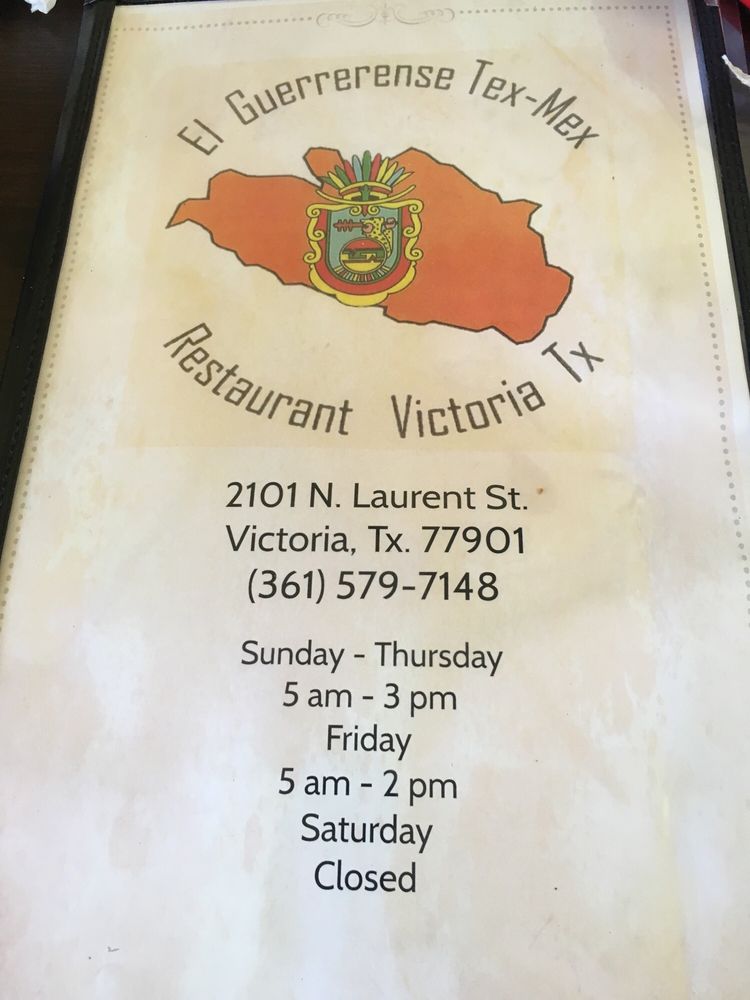 El Guerrerense Tex-Mex
Restaurant Victoria Tx
2101 N. Laurent St.
Victoria, Tx. 77901
(361) 579-7148
Sunday - Thursday
5 am - 3 pm
Friday
5 am - 2 pm
Saturday
Closed